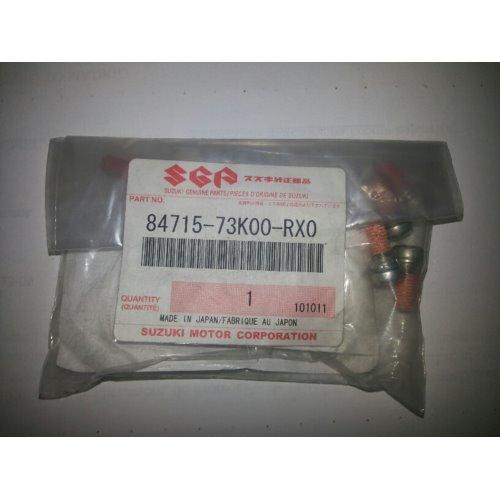 SGP スズキ純正部品
SUZUKI GENUINE PARTS/PIECES D'ORIGINE DE SUZUKI
PART NO.
84715-73K00-RX0
QUANTITY 1
(QUANTITÉ) 101011
MADE IN JAPAN/FABRIQUE AU JAPON
SUZUKI MOTOR CORPORATION